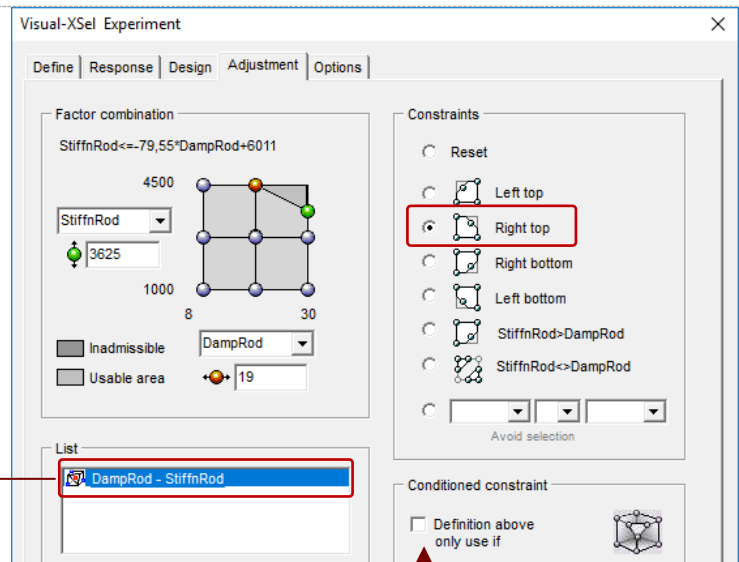 Visual-XSel Experiment
Define Response Design Adjustment Options
Factor combination
StiffnRod<=-79,55*DampRod+6011
4500
StiffnRod
3625
1000
8 30
Inadmissible
DampRod
Usable area
19
List
DampRod - StiffnRod
Constraints
Reset
Left top
Right top
Right bottom
Left bottom
StiffnRod>DampRod
StiffnRod<>DampRod
Avoid selection
Conditioned constraint
Definition above
only use if